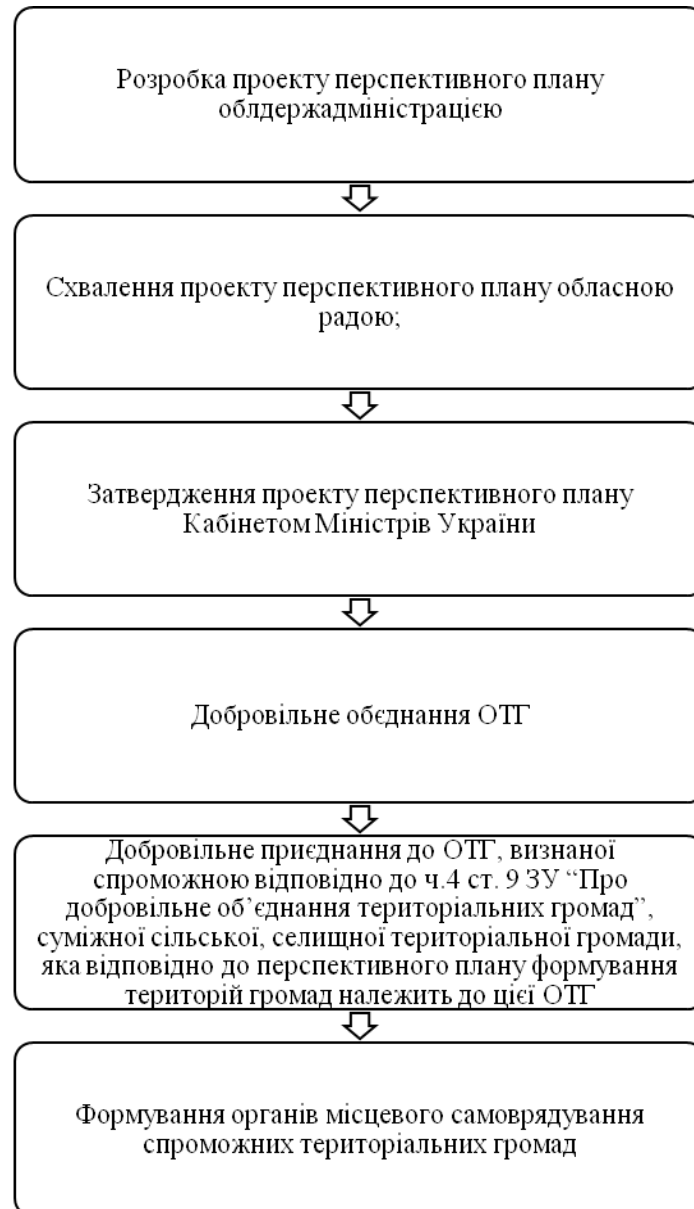 Розробка проекту перспективного плану
облдержадміністрацією
Схвалення проекту перспективного плану обласною
радою;
Затвердження проекту перспективного плану
Кабінетом Міністрів України
Добровільне обєднання ОТГ
Добровільне приєднання до ОТГ, визнаної
спроможною відповідно до ч.4 ст. 9 ЗУ “Про
добровільне об’єднання територіальних громад”,
суміжної сільської, селищної територіальної громади,
яка відповідно до перспективного плану формування
територій громад належить до цієї ОТГ
Формування органів місцевого самоврядування
спроможних територіальних громад